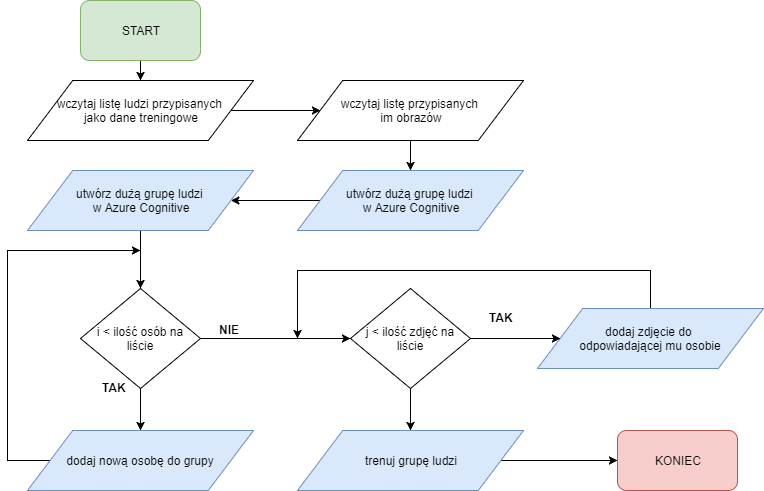 START
wczytaj listę ludzi przypisanych
jako dane treningowe
wczytaj listę przypisanych
im obrazów
utwórz dużą grupę ludzi
w Azure Cognitive
utwórz dużą grupę ludzi
w Azure Cognitive
i < ilość osób na
liście
NIE
j < ilość zdjęć na
liście
TAK
dodaj zdjęcie do
odpowiadającej mu osobie
TAK
dodaj nową osobę do grupy
trenuj grupę ludzi
KONIEC